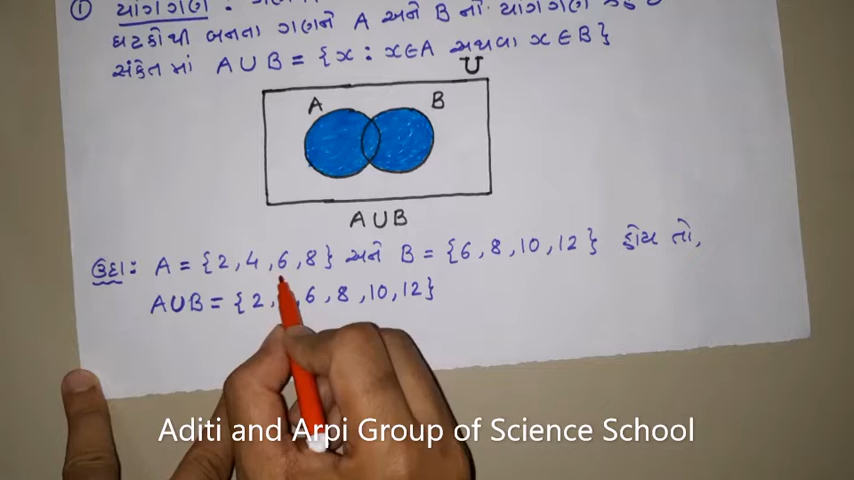 ① યોગગણ :
ઘટકોથી બનતા ગણને A અને B નો યોગગણ
સંકેત માં A∪B = {x : x∈A અથવા x∈B}
U
A B
A∪B
ઉદા: A = {2,4,6,8} અને B = {6,8,10,12} હોય તો,
A∪B = {2, ,6,8,10,12}
Aditi and Arpi Group of Science School